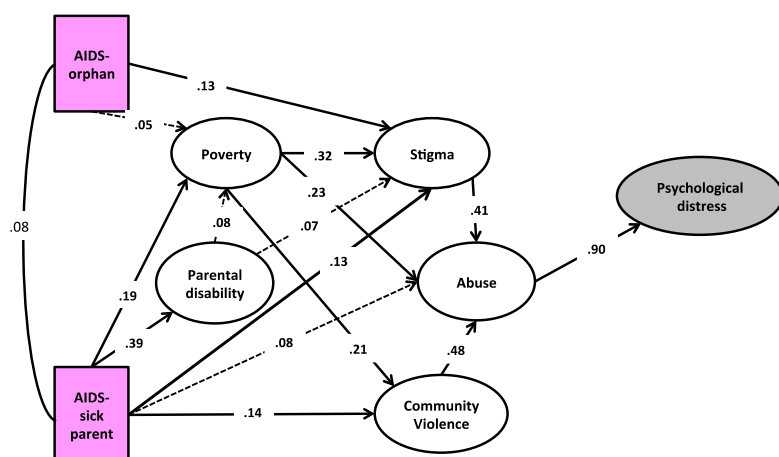 AIDS-
orphan
.13
.05
Poverty
.32
Stigma
Psychological
distress
.23
.08
.08
.07
.41
.13
Parental
disability
Abuse
.90
.19
.39
.08
.21
.48
.14
AIDS-
sick
parent
Community
Violence